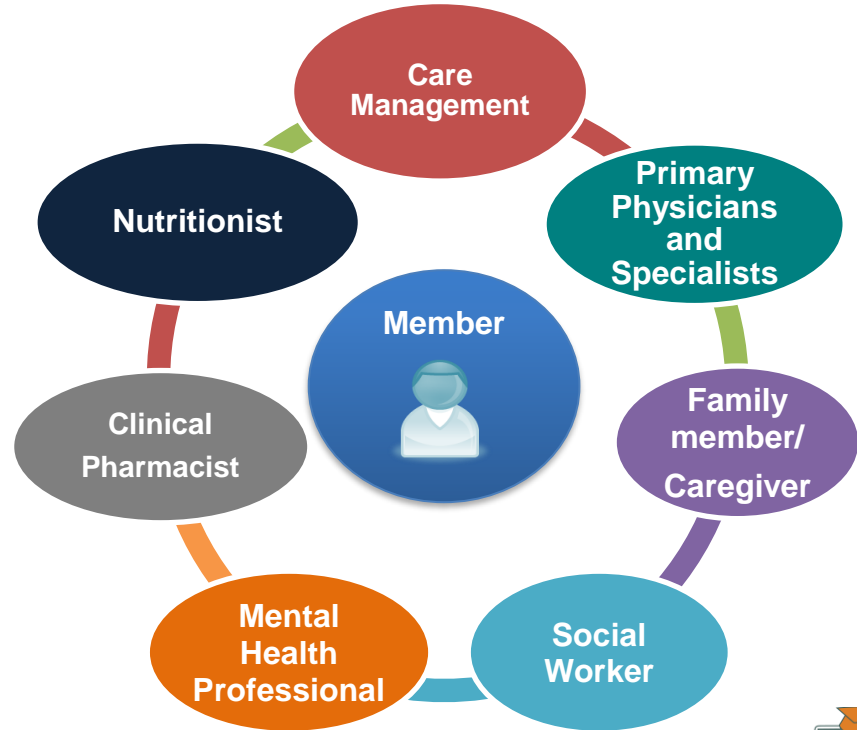 Care
Management
Primary
Physicians
and
Specialists
Nutritionist
Member
Family
member/
Caregiver
Clinical
Pharmacist
Mental
Health
Professional
Social
Worker